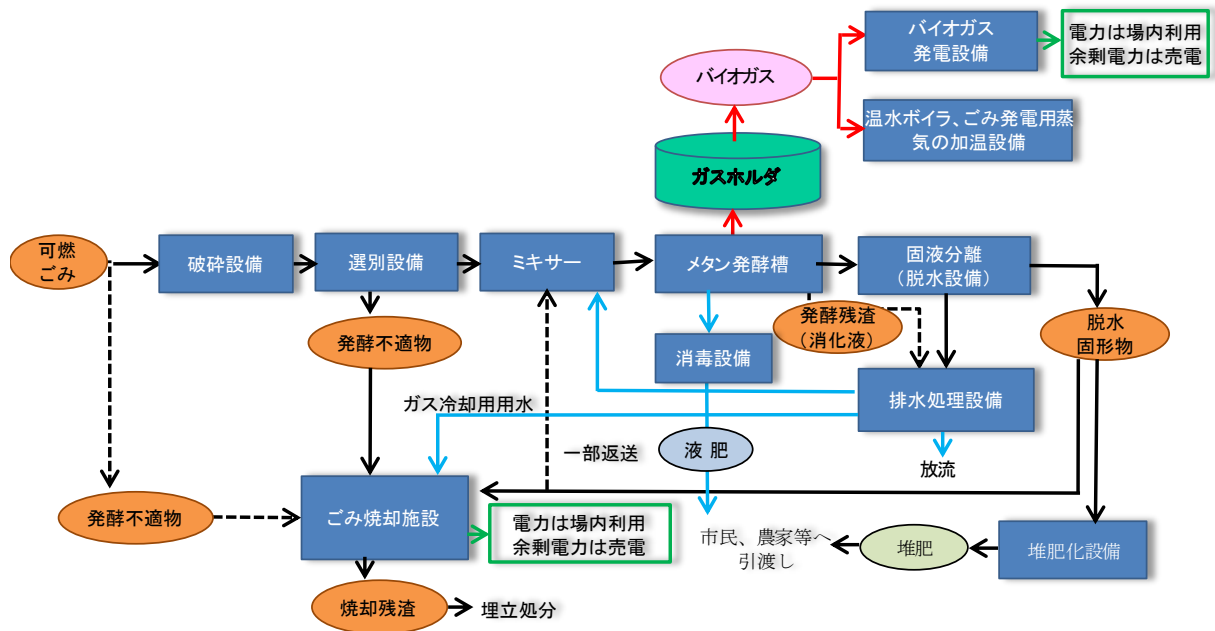 バイオガス
発電設備
電力は場内利用
余剰電力は売電
バイオガス
温水ボイラ、ごみ発電用蒸
気の加温設備
ガスホルダ
可燃
ごみ
破砕設備
選別設備
ミキサー
メタン発酵槽
固液分離
（脱水設備）
発酵不適物
消毒設備
発酵残渣
（消化液）
脱水
固形物
排水処理設備
ガス冷却用用水
液 肥
一部返送
放流
発酵不適物
ごみ焼却施設
電力は場内利用
余剰電力は売電
市民、農家等へ
引渡し
堆肥
堆肥化設備
焼却残渣
埋立処分